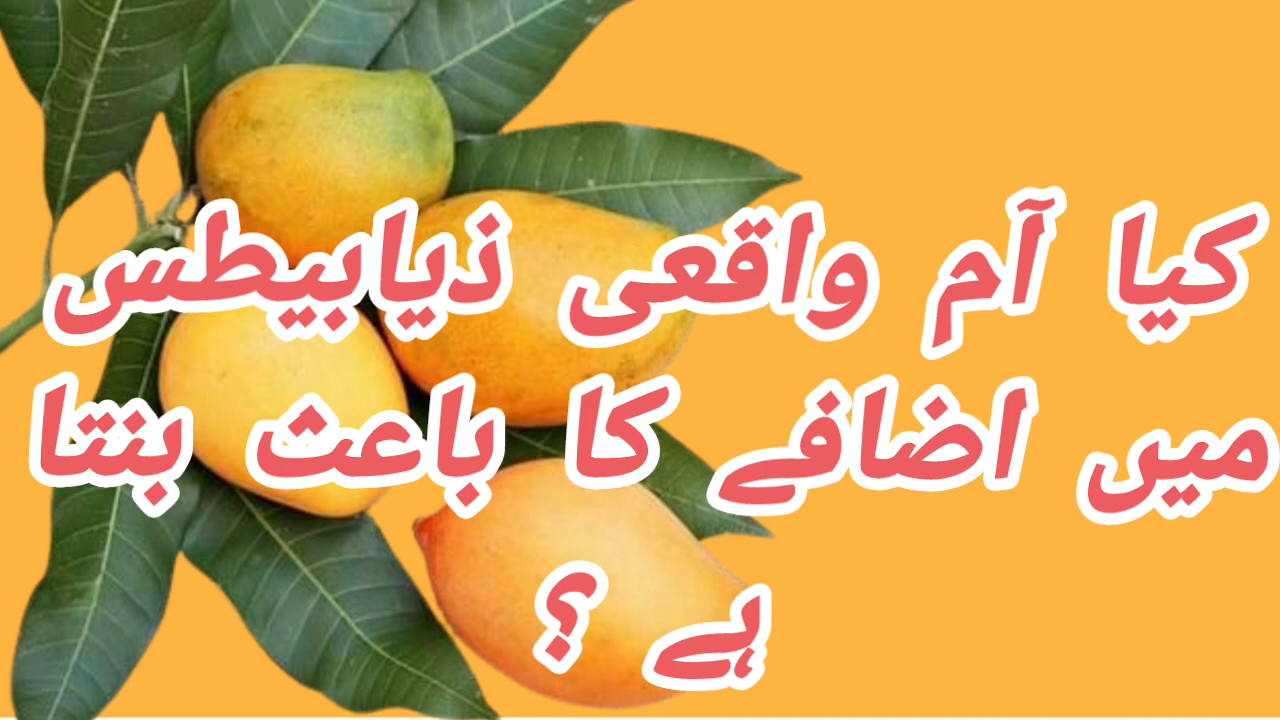 کیا آم واقعی ذیابیطس
میں اضافے کا باعث بنتا
ہے ؟